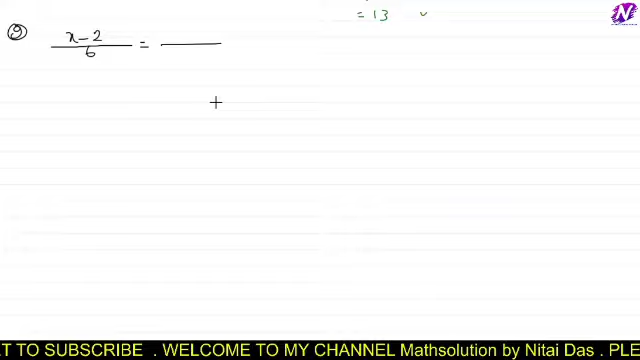 = 13
(9) x-2/6 =
T TO SUBSCRIBE . WELCOME TO MY CHANNEL Mathsolution by Nitai Das . PLE